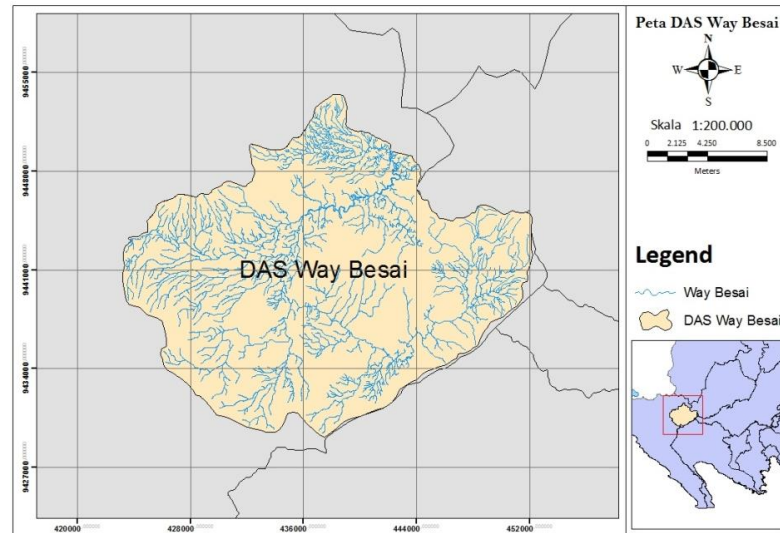 Peta DAS Way Besai
N
W E
S
Skala 1:200.000
0 2.125 4.250 8.500
Meters
Legend
Way Besai
DAS Way Besai
DAS Way Besai
9448000
9441000
9434000
9427000
420000 428000 436000 444000 452000